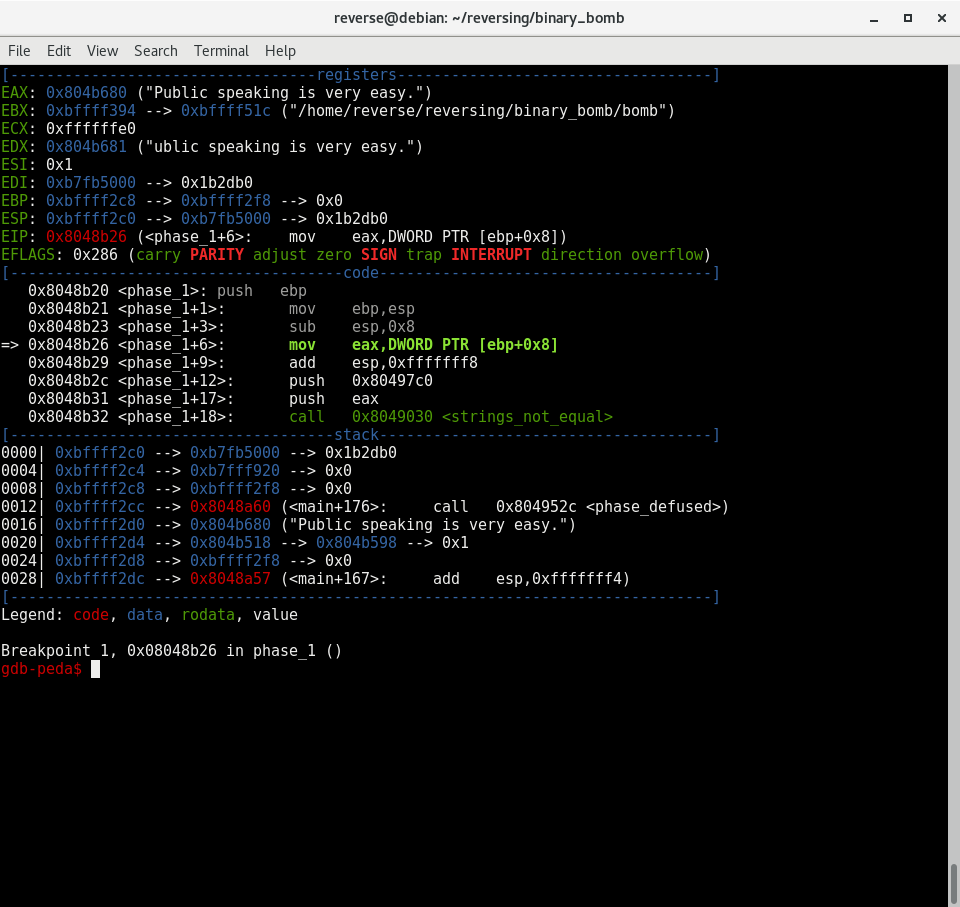 reverse@debian: ~/reversing/binary_bomb
File Edit View Search Terminal Help
[----------------------------------registers-----------------------------------]
EAX: 0x804b680 ("Public speaking is very easy.")
EBX: 0xbffff394 --> 0xbffff51c ("/home/reverse/reversing/binary_bomb/bomb")
ECX: 0xffffffe0
EDX: 0x804b681 ("ublic speaking is very easy.")
ESI: 0x1
EDI: 0xb7fb5000 --> 0x1b2db0
EBP: 0xbffff2c8 --> 0xbffff2f8 --> 0x0
ESP: 0xbffff2c0 --> 0xb7fb5000 --> 0x1b2db0
EIP: 0x8048b26 (<phase_1+6>:    mov    eax,DWORD PTR [ebp+0x8])
EFLAGS: 0x286 (carry PARITY adjust zero SIGN trap INTERRUPT direction overflow)
[-------------------------------------code-------------------------------------]
   0x8048b20 <phase_1>: push   ebp
   0x8048b21 <phase_1+1>:       mov    ebp,esp
   0x8048b23 <phase_1+3>:       sub    esp,0x8
=> 0x8048b26 <phase_1+6>:       mov    eax,DWORD PTR [ebp+0x8]
   0x8048b29 <phase_1+9>:       add    esp,0xfffffff8
   0x8048b2c <phase_1+12>:      push   0x80497c0
   0x8048b31 <phase_1+17>:      push   eax
   0x8048b32 <phase_1+18>:      call   0x8049030 <strings_not_equal>
[------------------------------------stack-------------------------------------]
0000| 0xbffff2c0 --> 0xb7fb5000 --> 0x1b2db0
0004| 0xbffff2c4 --> 0xb7fff920 --> 0x0
0008| 0xbffff2c8 --> 0xbffff2f8 --> 0x0
0012| 0xbffff2cc --> 0x8048a60 (<main+176>:     call   0x804952c <phase_defused>)
0016| 0xbffff2d0 --> 0x804b680 ("Public speaking is very easy.")
0020| 0xbffff2d4 --> 0x804b518 --> 0x804b598 --> 0x1
0024| 0xbffff2d8 --> 0xbffff2f8 --> 0x0
0028| 0xbffff2dc --> 0x8048a57 (<main+167>:     add    esp,0xfffffff4)
[------------------------------------------------------------------------------]
Legend: code, data, rodata, value
Breakpoint 1, 0x08048b26 in phase_1 ()
gdb-peda$